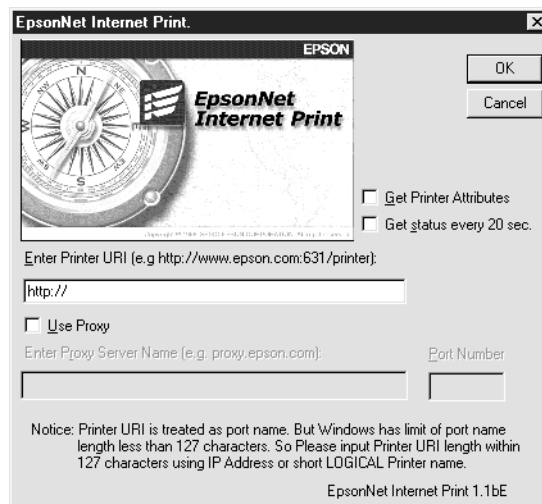 EpsonNet Internet Print.
EPSON
OK
Cancel
N
EpsonNet
Internet Print
Get Printer Attributes
Get status every 20 sec.
Enter Printer URI (e.g http://www.epson.com:631/printer):
http://
Use Proxy
Enter Proxy Server Name (e.g. proxy.epson.com):
Port Number
Notice: Printer URI is treated as port name. But Windows has limit of port name
length less than 127 characters. So Please input Printer URI length within
127 characters using IP Address or short LOGICAL Printer name.
EpsonNet Internet Print 1.1bE